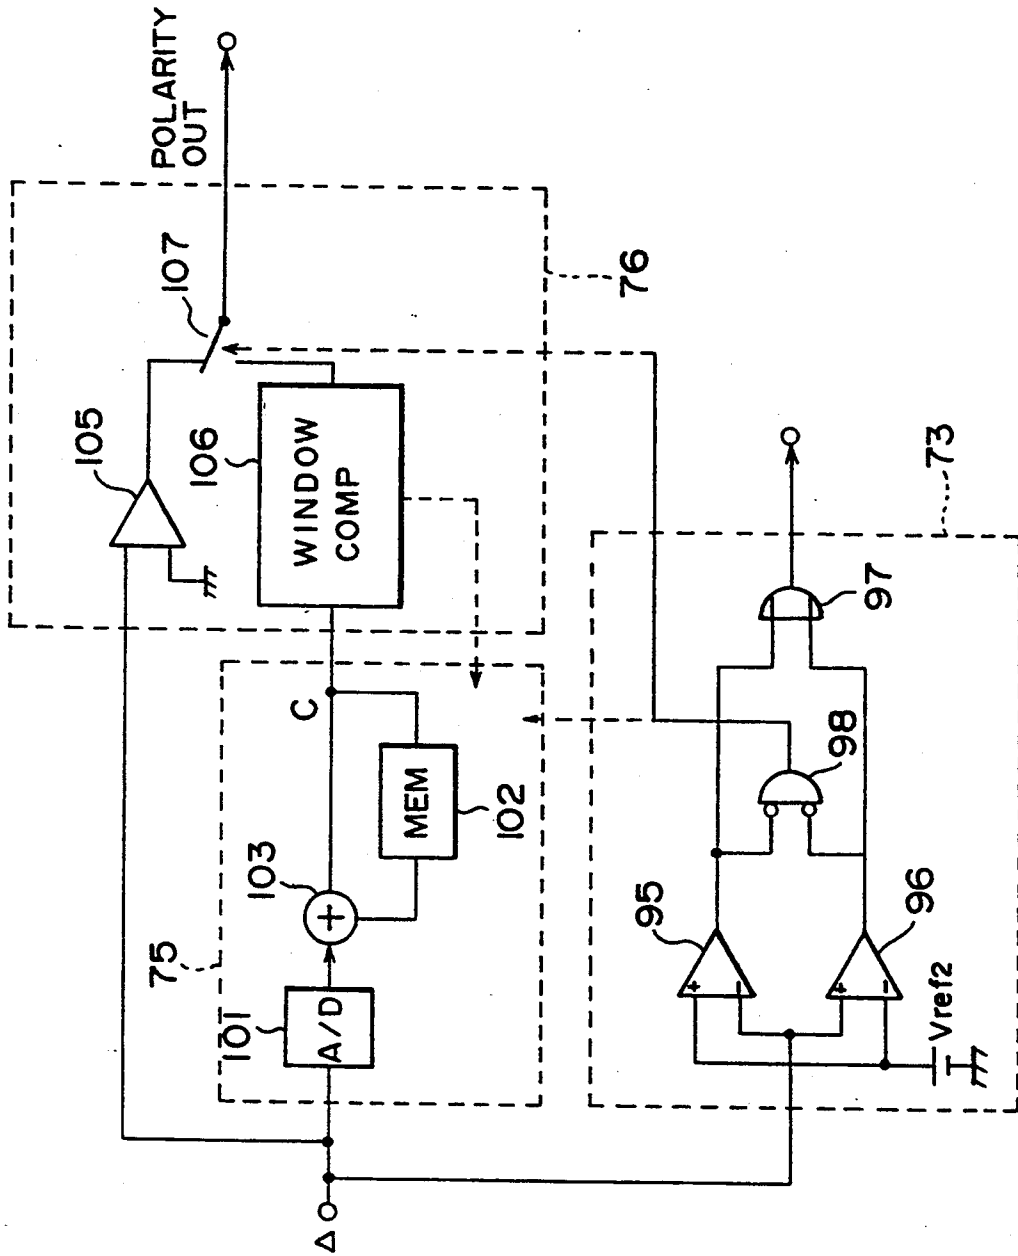 POLARITY
OUT
107
105
106
WINDOW
COMP
76
C
MEM
102
103
+
75
101
A/D
Δ
73
97
98
95
+
−
96
+
−
Vref2